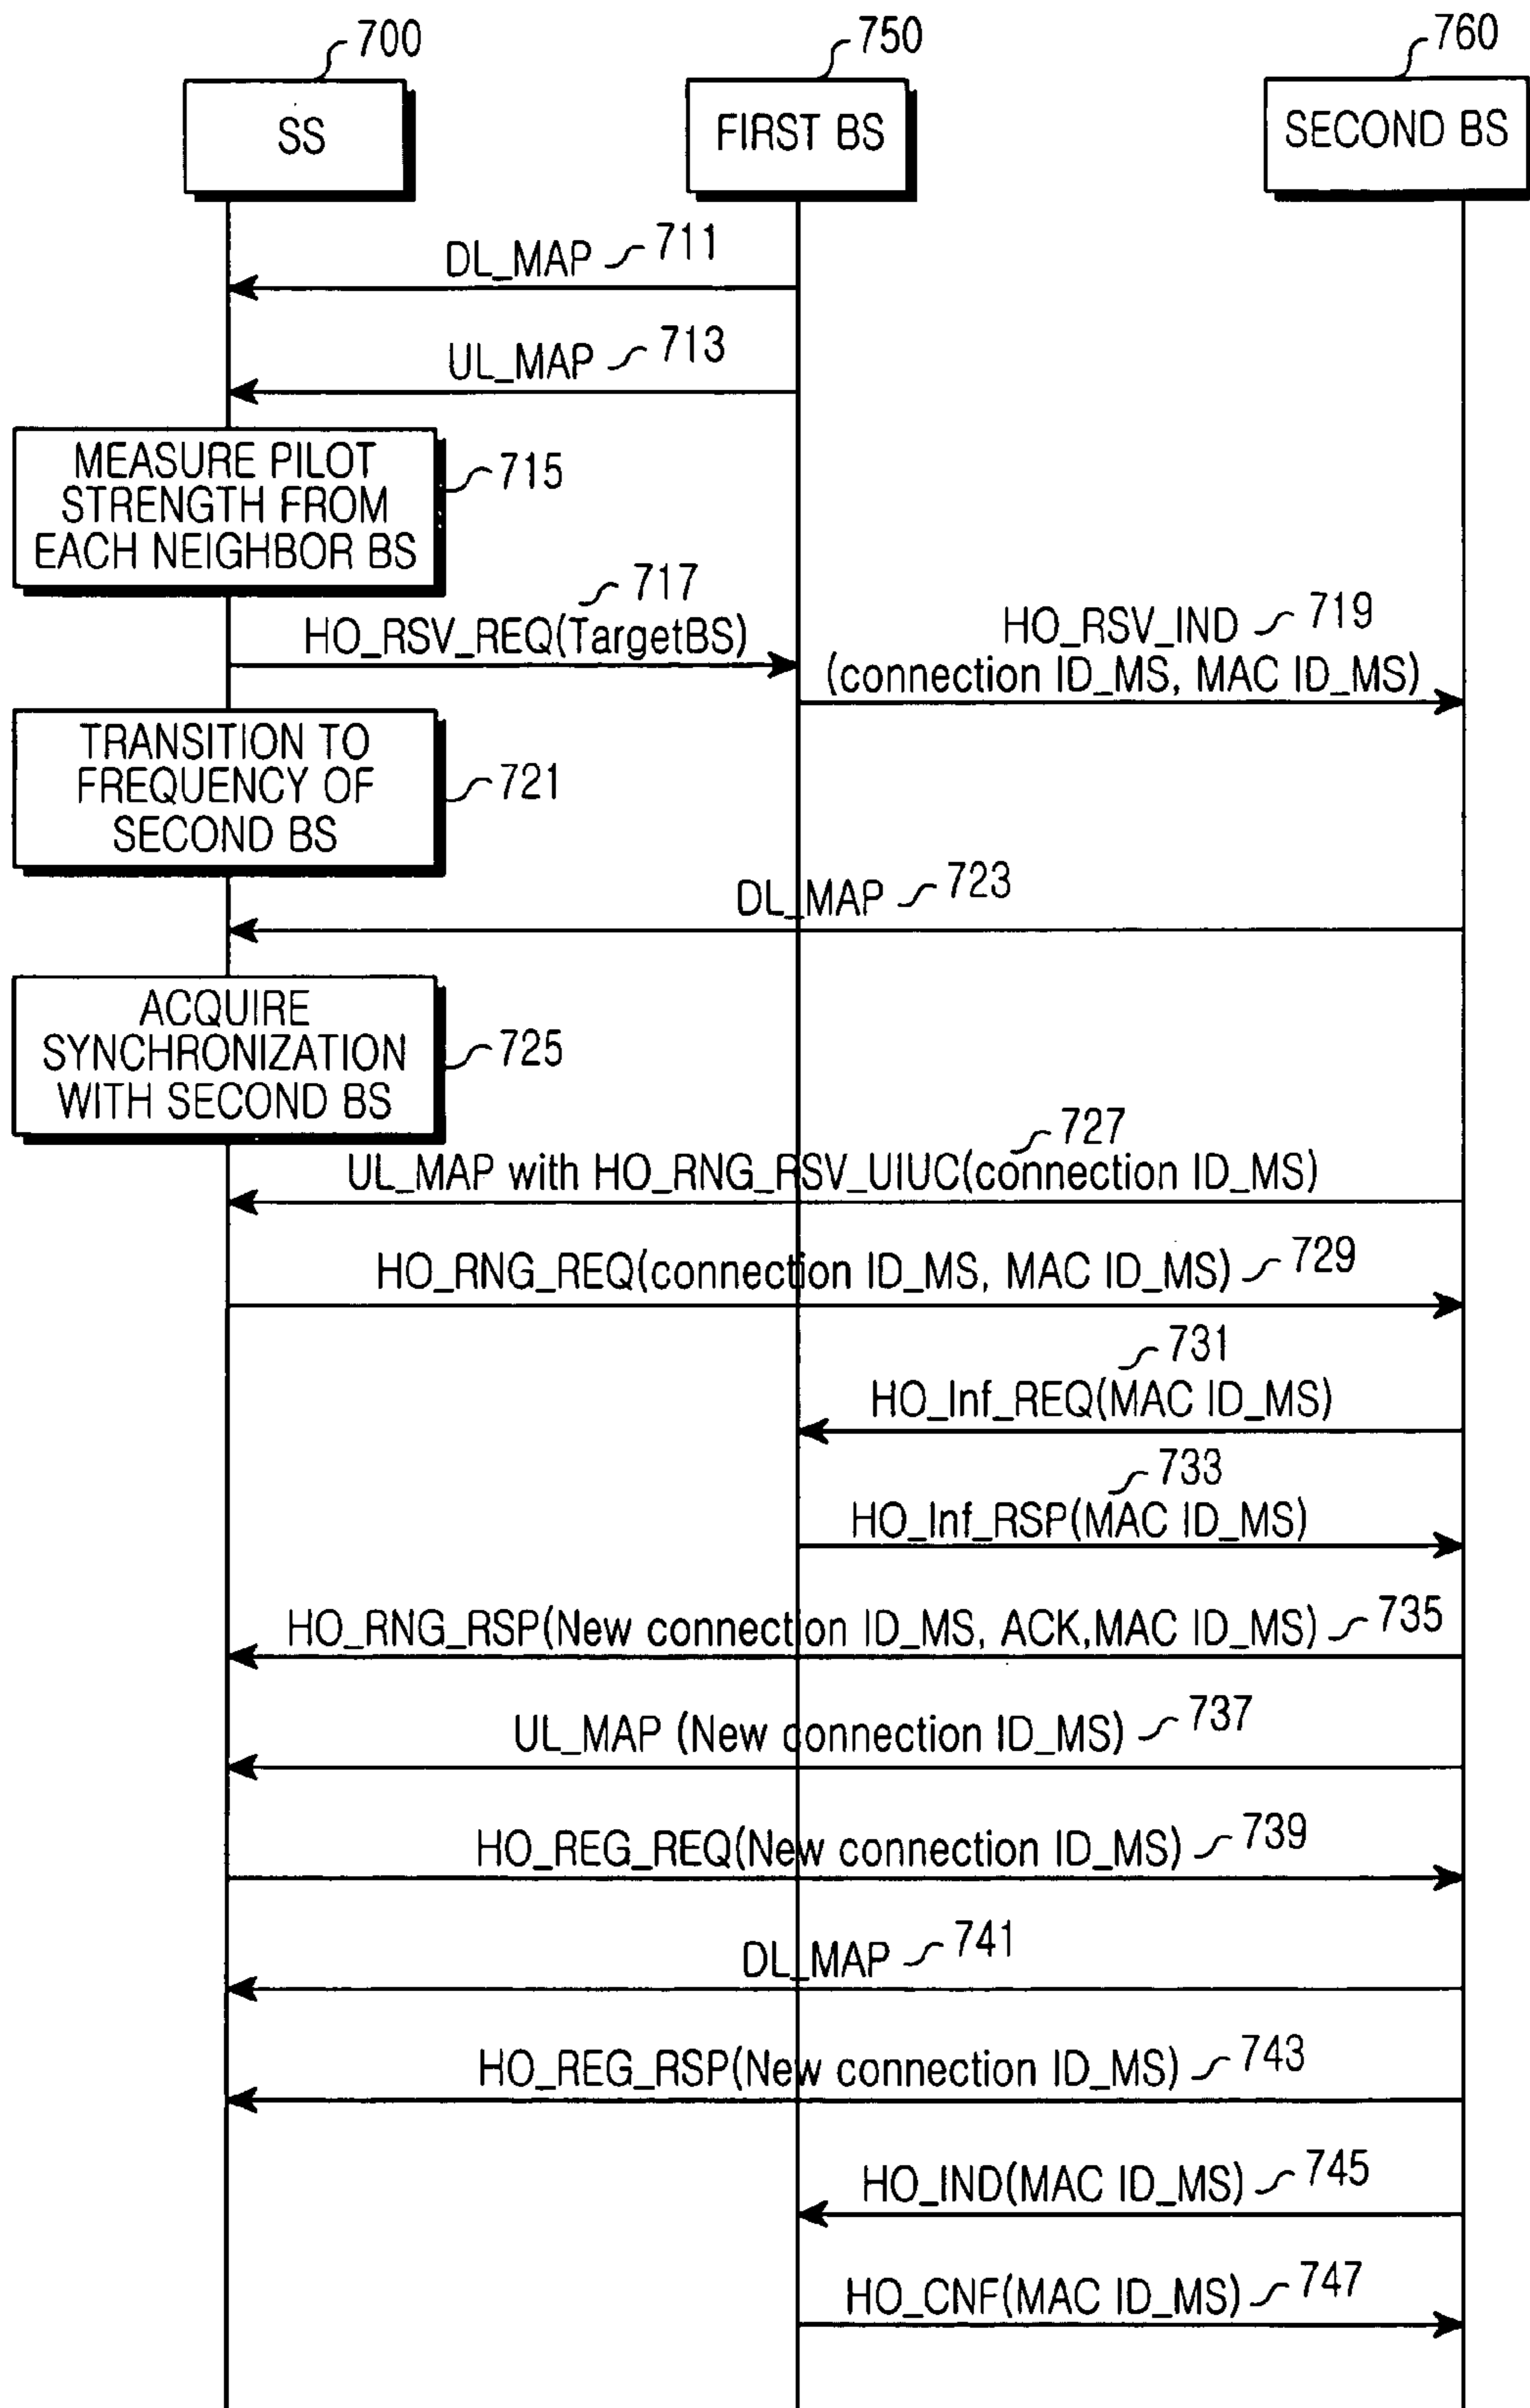 700
750
760
SS
FIRST BS
SECOND BS
DL_MAP 711
UL_MAP 713
MEASURE PILOT
STRENGTH FROM
EACH NEIGHBOR BS
715
717
HO_RSV_REQ(TargetBS)
HO_RSV_IND 719
(connection ID_MS, MAC ID_MS)
TRANSITION TO
FREQUENCY OF
SECOND BS
721
DL_MAP 723
ACQUIRE
SYNCHRONIZATION
WITH SECOND BS
725
727
UL_MAP with HO_RNG_RSV_UIUC(connection ID_MS)
HO_RNG_REQ(connection ID_MS, MAC ID_MS) 729
731
HO_Inf_REQ(MAC ID_MS)
733
HO_Inf_RSP(MAC ID_MS)
HO_RNG_RSP(New connection ID_MS, ACK,MAC ID_MS) 735
UL_MAP (New connection ID_MS) 737
HO_REG_REQ(New connection ID_MS) 739
DL_MAP 741
HO_REG_RSP(New connection ID_MS) 743
HO_IND(MAC ID_MS) 745
HO_CNF(MAC ID_MS) 747